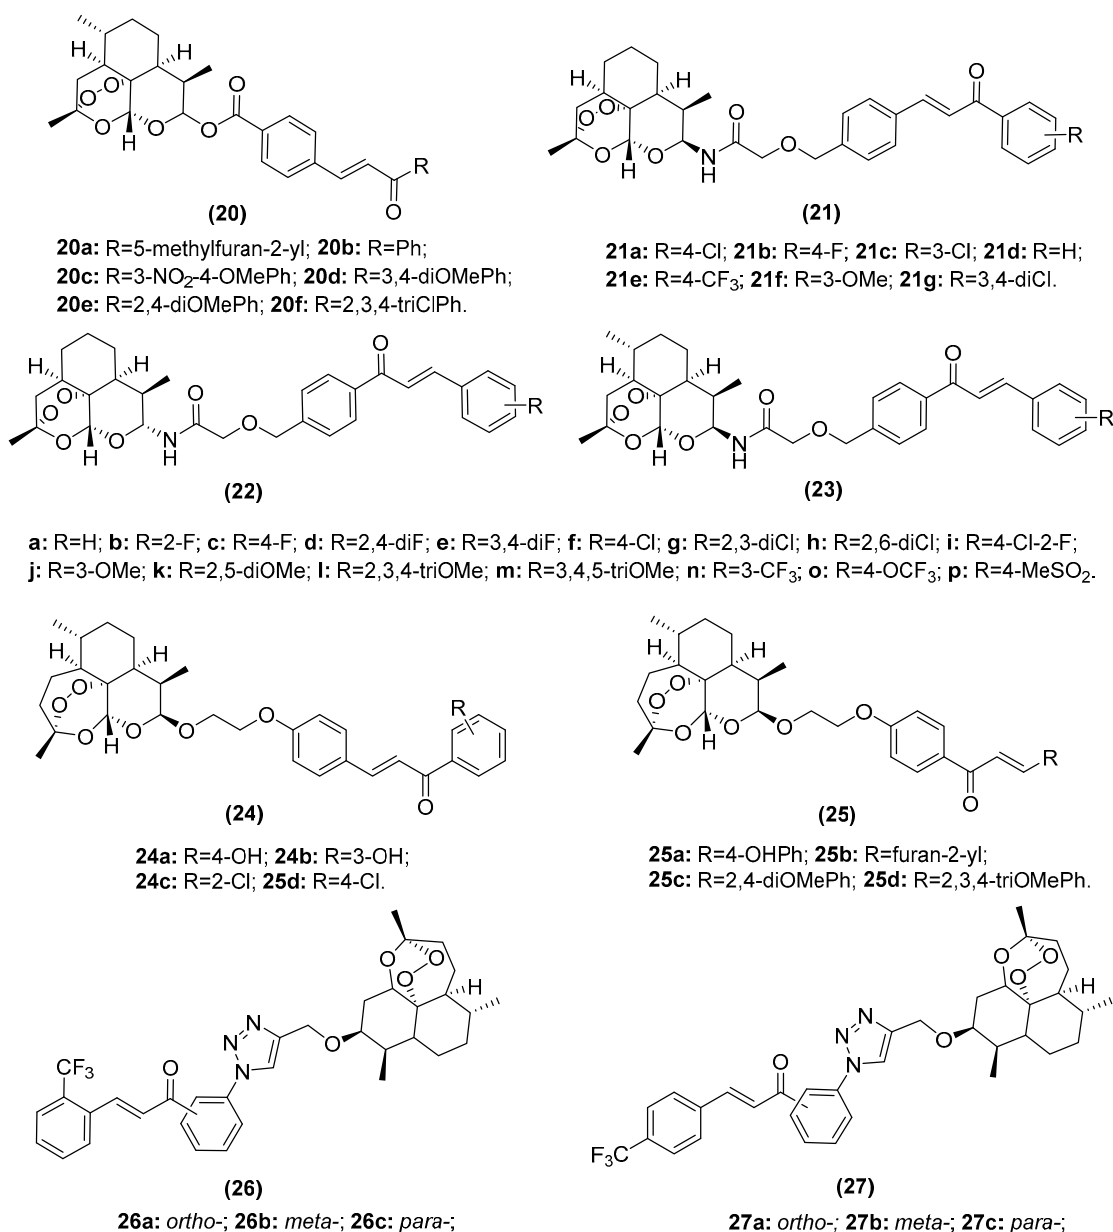 (20)
20a: R=5-methylfuran-2-yl; 20b: R=Ph;
20c: R=3-NO2-4-OMePh; 20d: R=3,4-diOMePh;
20e: R=2,4-diOMePh; 20f: R=2,3,4-triClPh.
(21)
21a: R=4-Cl; 21b: R=4-F; 21c: R=3-Cl; 21d: R=H;
21e: R=4-CF3; 21f: R=3-OMe; 21g: R=3,4-diCl.
(22)
(23)
a: R=H; b: R=2-F; c: R=4-F; d: R=2,4-diF; e: R=3,4-diF; f: R=4-Cl; g: R=2,3-diCl; h: R=2,6-diCl; i: R=4-Cl-2-F;
j: R=3-OMe; k: R=2,5-diOMe; l: R=2,3,4-triOMe; m: R=3,4,5-triOMe; n: R=3-CF3; o: R=4-OCF3; p: R=4-MeSO2.
(24)
24a: R=4-OH; 24b: R=3-OH;
24c: R=2-Cl; 25d: R=4-Cl.
(25)
25a: R=4-OHPh; 25b: R=furan-2-yl;
25c: R=2,4-diOMePh; 25d: R=2,3,4-triOMePh.
(26)
26a: ortho-; 26b: meta-; 26c: para-;
(27)
27a: ortho-; 27b: meta-; 27c: para-;